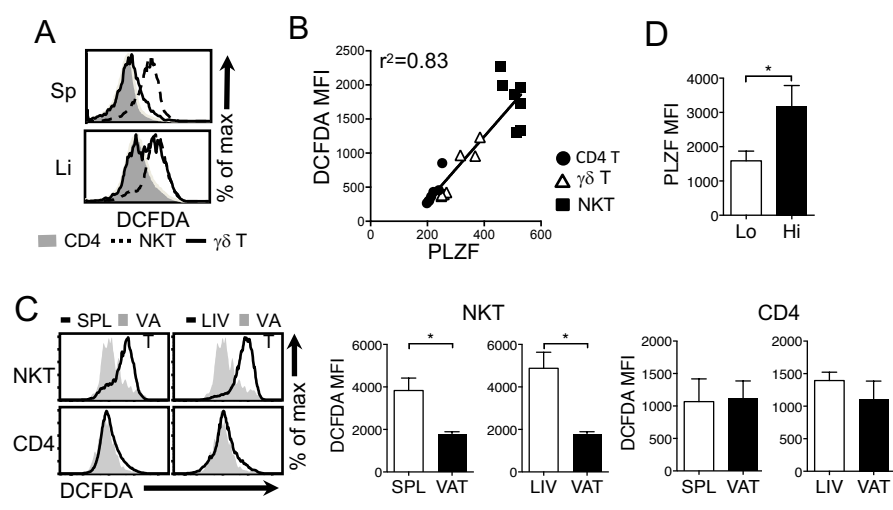 A
Sp
Li
% of max
DCFDA
CD4 NKT γδ T
B
r²=0.83
DCFDA MFI
2500
2000
1500
1000
500
0
0 200 400 600
PLZF
CD4 T
γδ T
NKT
D
*
PLZF MFI
4000
3000
2000
1000
0
Lo Hi
C
SPL VA
T
LIV VA
T
NKT
CD4
% of max
DCFDA
NKT
DCFDA MFI
6000
4000
2000
0
*
SPL VAT
6000
4000
2000
0
*
LIV VAT
CD4
DCFDA MFI
2000
1500
1000
500
0
SPL VAT
2000
1500
1000
500
0
LIV VAT